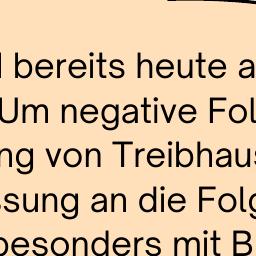 bereits heute a
Um negative Fol
ng von Treibhaus
ssung an die Folg
besonders mit B